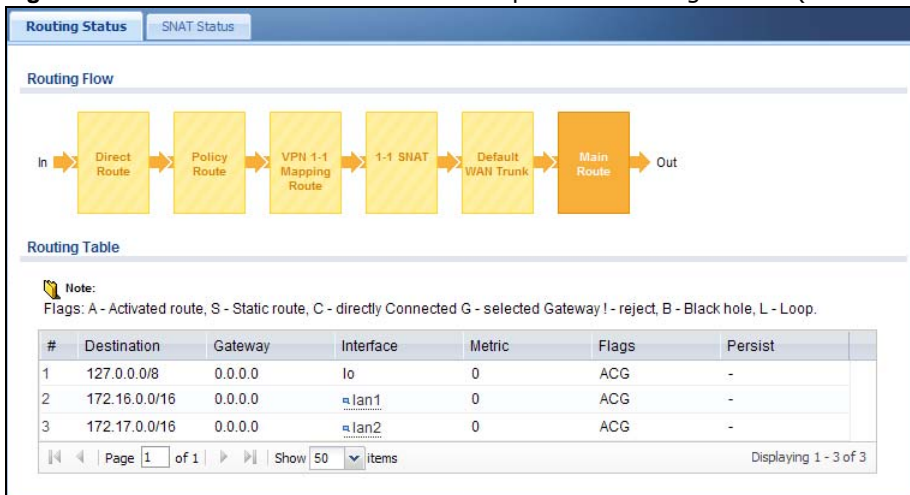 Routing Status SNAT Status
Routing Flow
In Direct Route Policy Route VPN 1-1 Mapping Route 1-1 SNAT Default WAN Trunk Main Route Out
Routing Table
Note:
Flags: A - Activated route, S - Static route, C - directly Connected G - selected Gateway ! - reject, B - Black hole, L - Loop.
# Destination Gateway Interface Metric Flags Persist
1 127.0.0.0/8 0.0.0.0 lo 0 ACG -
2 172.16.0.0/16 0.0.0.0 lan1 0 ACG -
3 172.17.0.0/16 0.0.0.0 lan2 0 ACG -
Page 1 of 1 Show 50 items Displaying 1 - 3 of 3